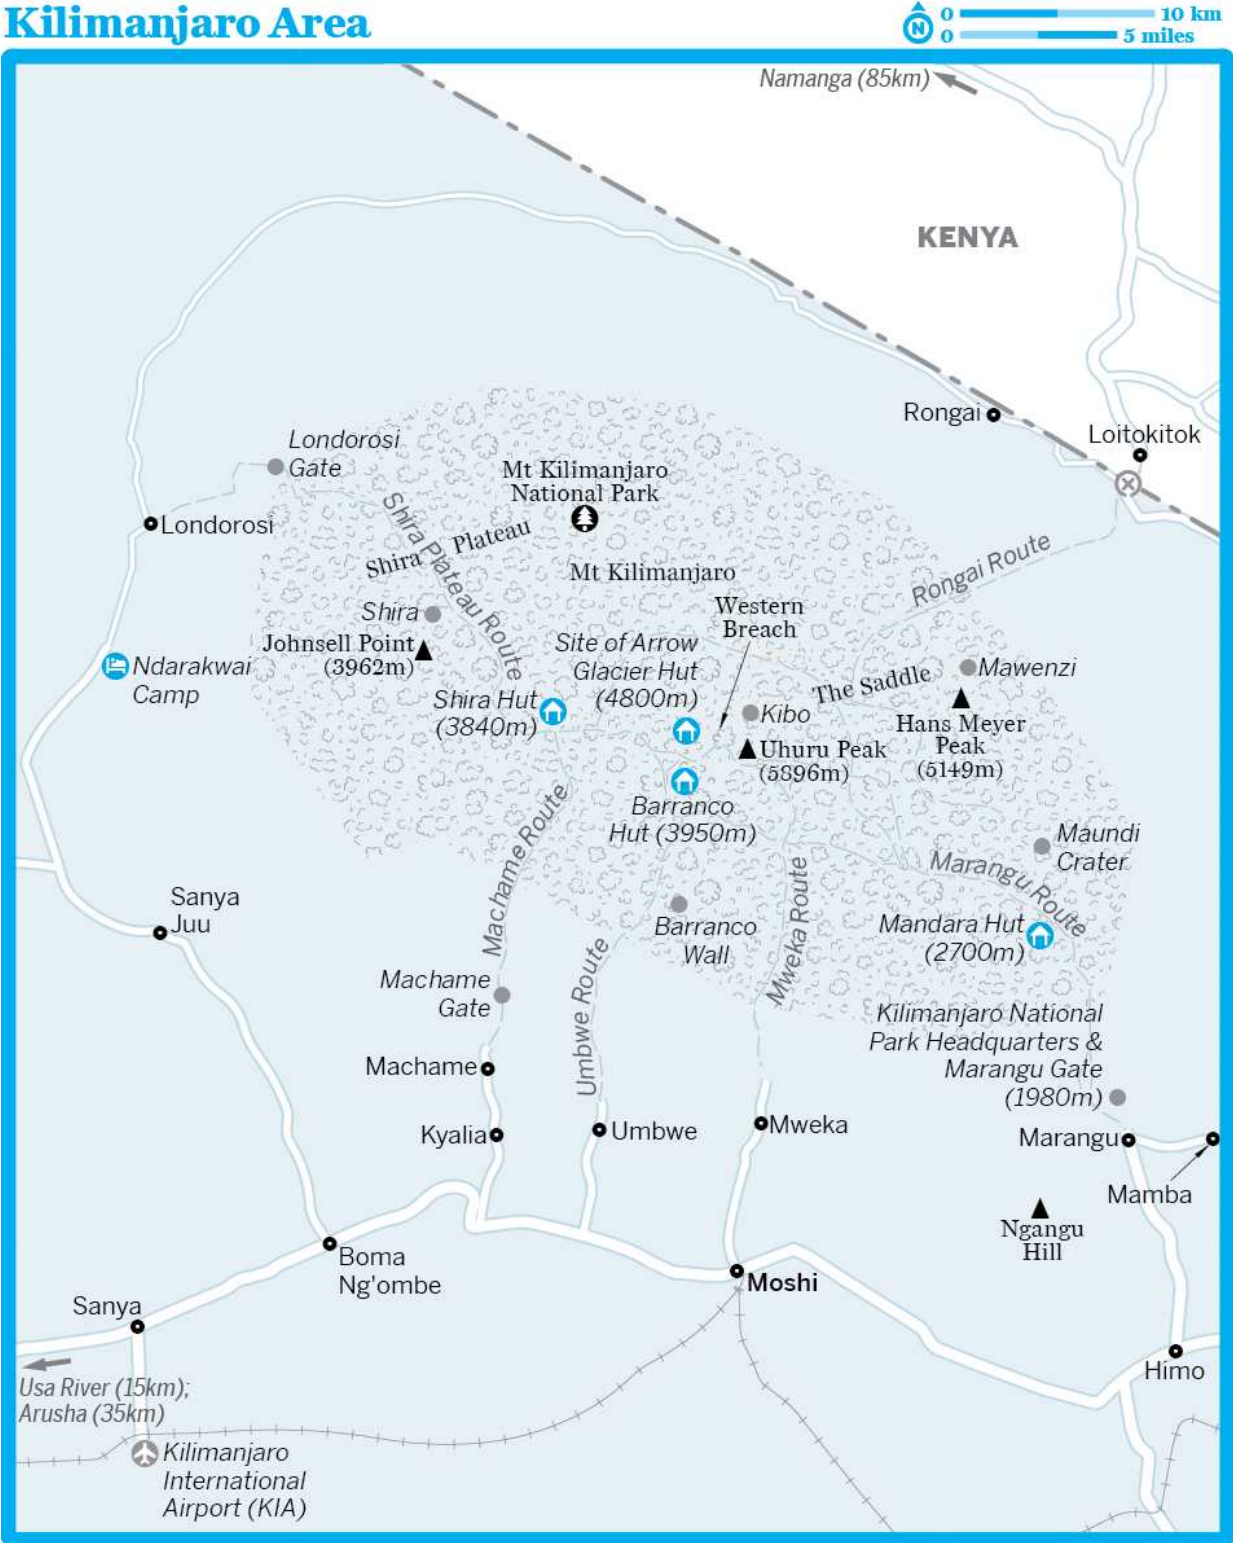 Kilimanjaro Area
N
0
10 km
0
5 miles
Namanga (85km)
KENYA
Rongai
Loitokitok
Londorosi
Gate
Mt Kilimanjaro
National Park
Londorosi
Shira Plateau
Shira Plateau Route
Mt Kilimanjaro
Rongai Route
Western
Breach
Shira
Johnsell Point
(3962m)
Site of Arrow
Glacier Hut
(4800m)
Ndarakwai
Camp
The Saddle
Mawenzi
Shira Hut
(3840m)
Kibo
Hans Meyer
Peak
(5149m)
Uhuru Peak
(5896m)
Barranco
Hut (3950m)
Machame Route
Maundi
Crater
Marangu Route
Mweka Route
Sanya
Juu
Barranco
Wall
Mandara Hut
(2700m)
Umbwe Route
Machame
Gate
Kilimanjaro National
Park Headquarters &
Marangu Gate
(1980m)
Machame
Kyalia
Umbwe
Mweka
Marangu
Mamba
Ngangu
Hill
Boma
Ng'ombe
Moshi
Sanya
Himo
Usa River (15km);
Arusha (35km)
Kilimanjaro
International
Airport (KIA)